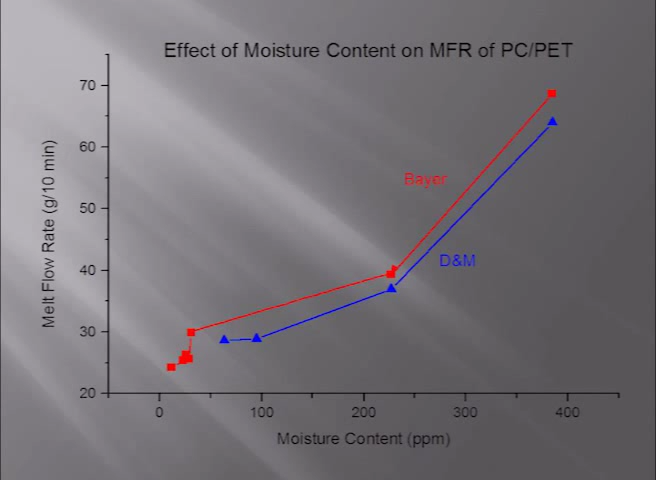 Effect of Moisture Content on MFR of PC/PET
70
60
50
40
30
20
Melt Flow Rate (g/10 min)
Bayer
D&M
0 100 200 300 400
Moisture Content (ppm)